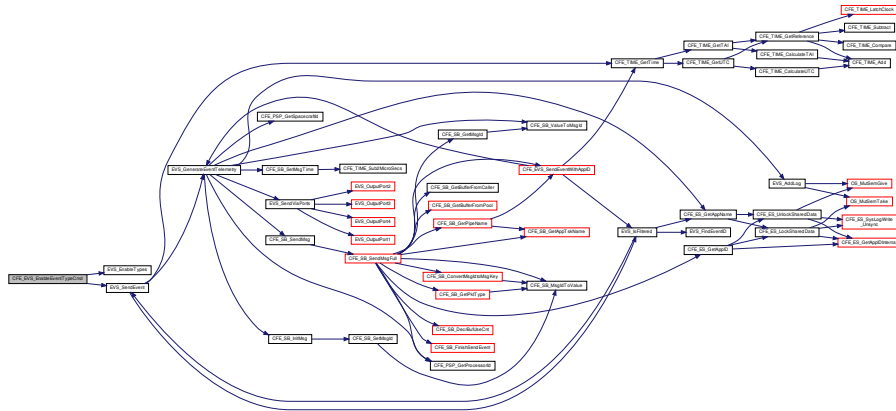 CFE_EVS_EnableEventTypeCmd
EVS_EnableTypes
EVS_SendEvent
EVS_GenerateEventTelemetry
CFE_PSP_GetSpacecraftId
CFE_SB_SetMsgTime
EVS_SendViaPorts
CFE_SB_SendMsg
CFE_SB_InitMsg
CFE_TIME_Sub2MicroSecs
EVS_OutputPort2
EVS_OutputPort3
EVS_OutputPort4
EVS_OutputPort1
CFE_SB_SendMsgFull
CFE_SB_SetMsgId
CFE_SB_GetMsgId
CFE_SB_GetBufferFromCaller
CFE_SB_GetBufferFromPool
CFE_SB_GetPipeName
CFE_SB_ConvertMsgIdtoMsgKey
CFE_SB_GetPktType
CFE_SB_DecrBufUseCnt
CFE_SB_FinishSendEvent
CFE_PSP_GetProcessorId
CFE_SB_ValueToMsgId
CFE_EVS_SendEventWithAppID
CFE_SB_GetAppTskName
CFE_SB_MsgIdToValue
CFE_TIME_GetTime
EVS_IsFiltered
CFE_TIME_GetTAI
CFE_TIME_GetUTC
CFE_ES_GetAppName
EVS_FindEventID
CFE_ES_GetAppID
CFE_TIME_GetReference
CFE_TIME_CalculateTAI
CFE_TIME_CalculateUTC
EVS_AddLog
CFE_ES_UnlockSharedData
CFE_ES_LockSharedData
CFE_TIME_LatchClock
CFE_TIME_Subtract
CFE_TIME_Compare
CFE_TIME_Add
OS_MutSemGive
OS_MutSemTake
CFE_ES_SysLogWrite
_Unsync
CFE_ES_GetAppIDInternal